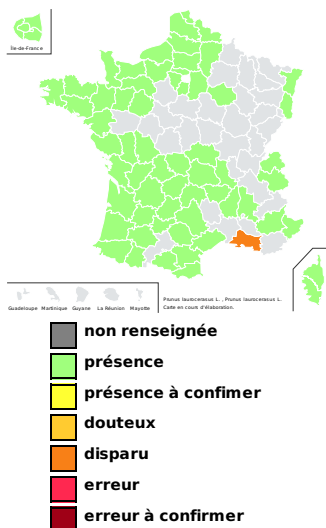 Île-de-France
Guadeloupe Martinique Guyane La Réunion Mayotte
Prunus laurocerasus L. , Prunus laurocerasus L.
Carte en cours d'élaboration.
non renseignée
présence
présence à confimer
douteux
disparu
erreur
erreur à confirmer